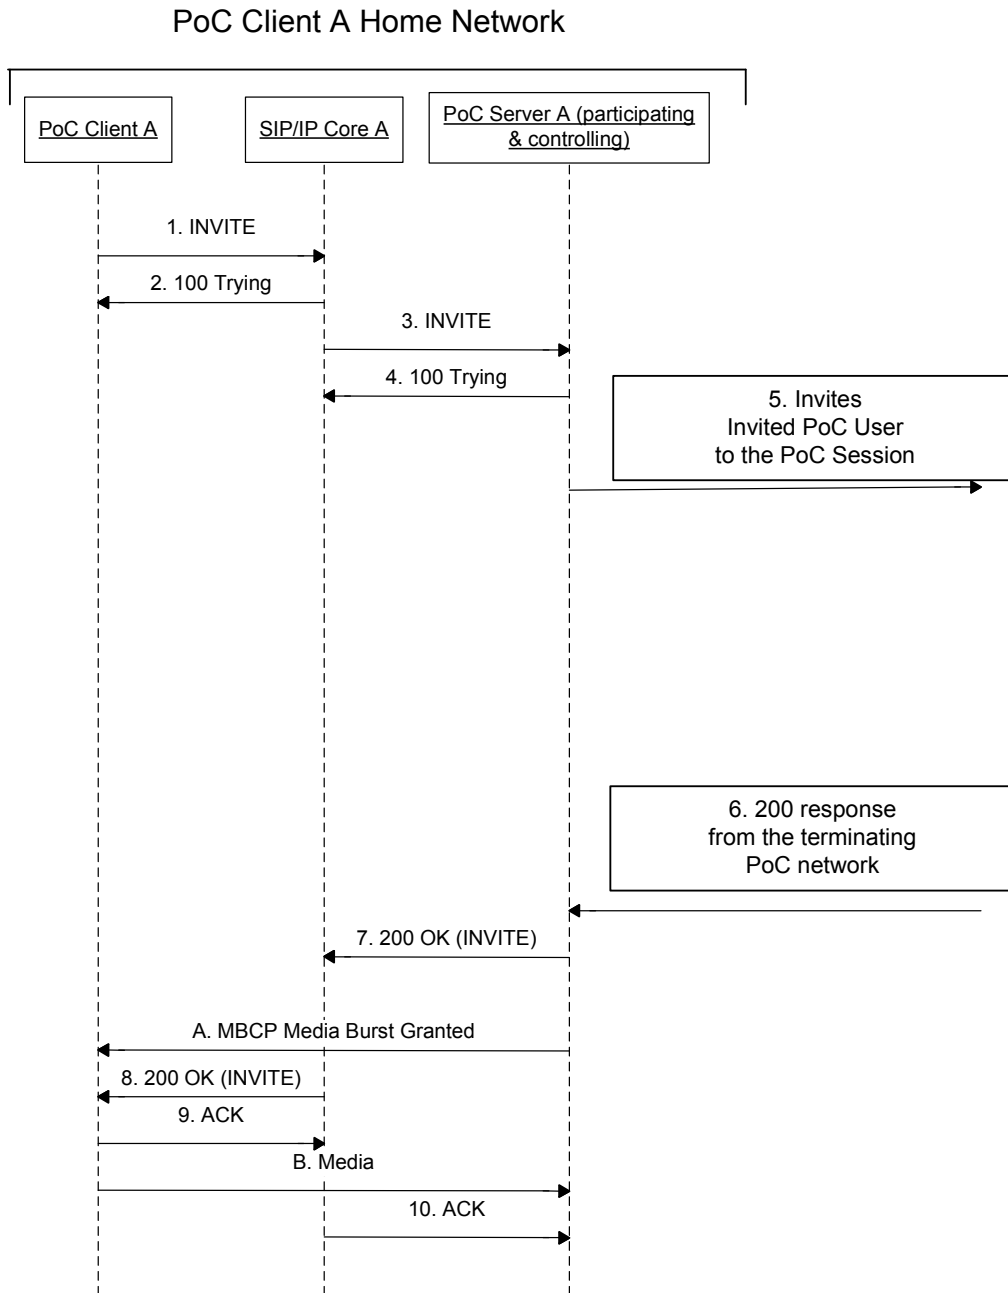 PoC Client A Home Network
PoC Client A
SIP/IP Core A
PoC Server A (participating
& controlling)
1. INVITE
2. 100 Trying
3. INVITE
4. 100 Trying
5. Invites
Invited PoC User
to the PoC Session
6. 200 response
from the terminating
PoC network
7. 200 OK (INVITE)
A. MBCP Media Burst Granted
8. 200 OK (INVITE)
9. ACK
B. Media
10. ACK